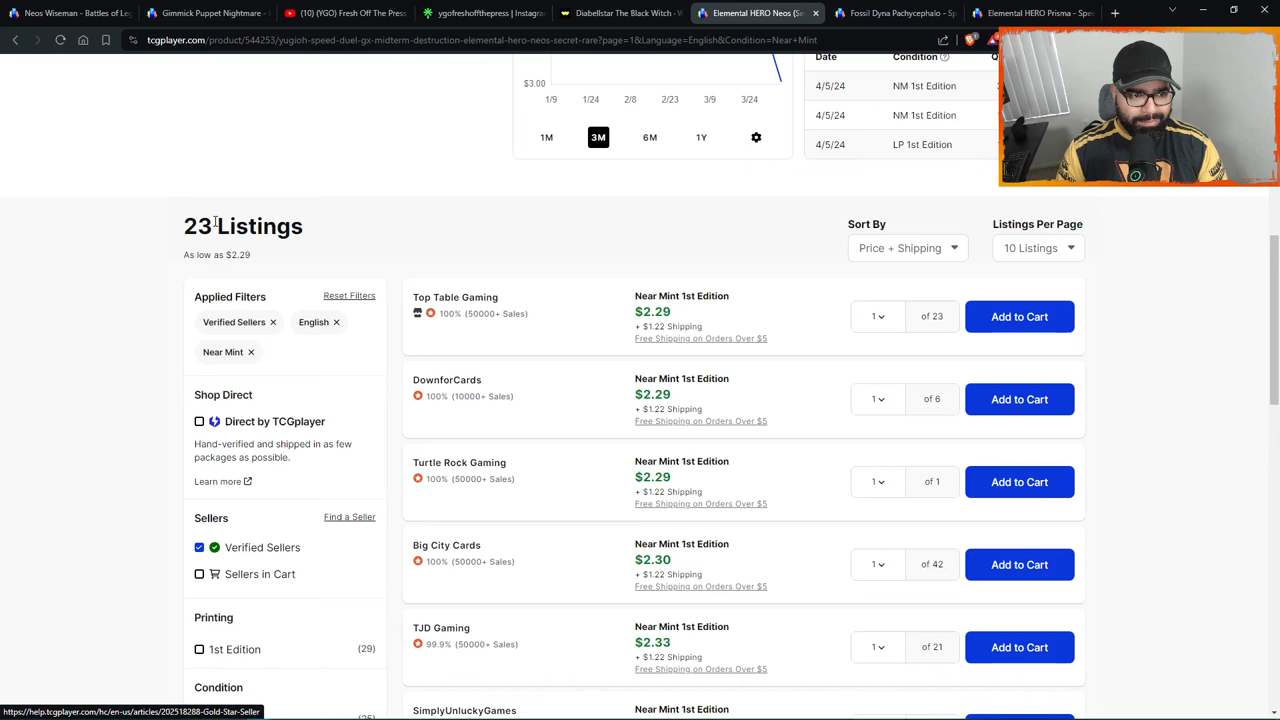 Neos Wiseman - Battles of Leg
Gimmick Puppet Nightmare - F
(10) (YGO) Fresh Off The Press
ygofreshoffthepress | Instagram
Diabellstar The Black Witch - W
Elemental HERO Neos (Se
Fossil Dyna Pachycephalo - Sp
Elemental HERO Prisma - Spee
tcgplayer.com/product/544253/yugioh-speed-duel-gx-midterm-destruction-elemental-hero-neos-secret-rare?page=1&Language=English&Condition=Near+Mint
$3.00
1/9 1/24 2/8 2/23 3/9 3/24
1M 3M 6M 1Y
Date Condition
4/5/24 NM 1st Edition
4/5/24 NM 1st Edition
4/5/24 LP 1st Edition
23 Listings
As low as $2.29
Sort By
Price + Shipping
Listings Per Page
10 Listings
Applied Filters Reset Filters
Verified Sellers English
Near Mint
Shop Direct
Direct by TCGplayer
Hand-verified and shipped in as few
packages as possible.
Learn more
Sellers Find a Seller
Verified Sellers
Sellers in Cart
Printing
1st Edition (29)
Condition
Top Table Gaming
100% (50000+ Sales)
Near Mint 1st Edition
$2.29
+ $1.22 Shipping
Free Shipping on Orders Over $5
1 of 23 Add to Cart
DownforCards
100% (10000+ Sales)
Near Mint 1st Edition
$2.29
+ $1.22 Shipping
Free Shipping on Orders Over $5
1 of 6 Add to Cart
Turtle Rock Gaming
100% (50000+ Sales)
Near Mint 1st Edition
$2.29
+ $1.22 Shipping
Free Shipping on Orders Over $5
1 of 1 Add to Cart
Big City Cards
100% (50000+ Sales)
Near Mint 1st Edition
$2.30
+ $1.22 Shipping
Free Shipping on Orders Over $5
1 of 42 Add to Cart
TJD Gaming
99.9% (50000+ Sales)
Near Mint 1st Edition
$2.33
+ $1.22 Shipping
Free Shipping on Orders Over $5
1 of 21 Add to Cart
SimplyUnluckyGames
Near Mint 1st Edition
https://help.tcgplayer.com/hc/en-us/articles/202518288-Gold-Star-Seller